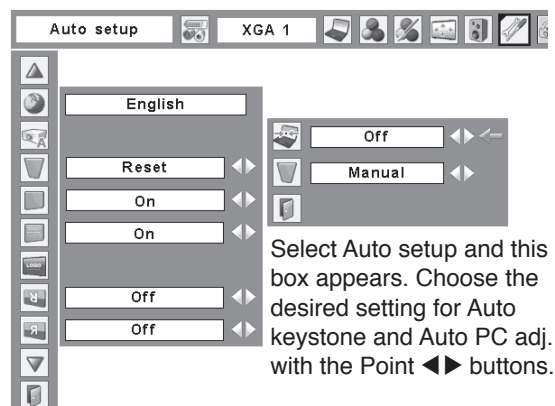 Auto setup
XGA 1
English
Off
Reset
Manual
On
On
LOGO
Off
Off
Select Auto setup and this
box appears. Choose the
desired setting for Auto
keystone and Auto PC adj.
with the Point ◀▶ buttons.